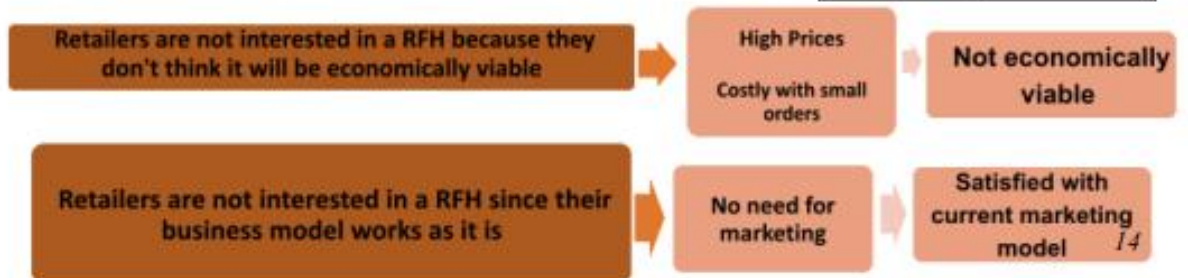 Retailers are not interested in a RFH because they
don't think it will be economically viable
High Prices
Costly with small
orders
Not economically
viable
Retailers are not interested in a RFH since their
business model works as it is
No need for
marketing
Satisfied with
current marketing
model
14